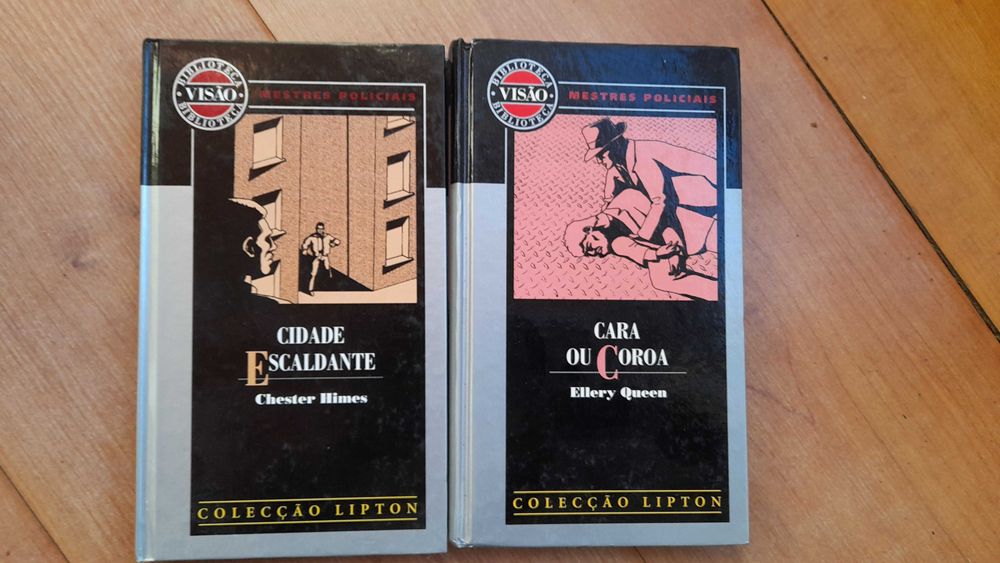 BIBLIOTECA
VISÃO
BIBLIOTECA
MESTRES POLICIAIS
CIDADE
ESCALDANTE
Chester Himes
COLECÇÃO LIPTON
BIBLIOTECA
VISÃO
BIBLIOTECA
MESTRES POLICIAIS
CARA
OU COROA
Ellery Queen
COLECÇÃO LIPTON